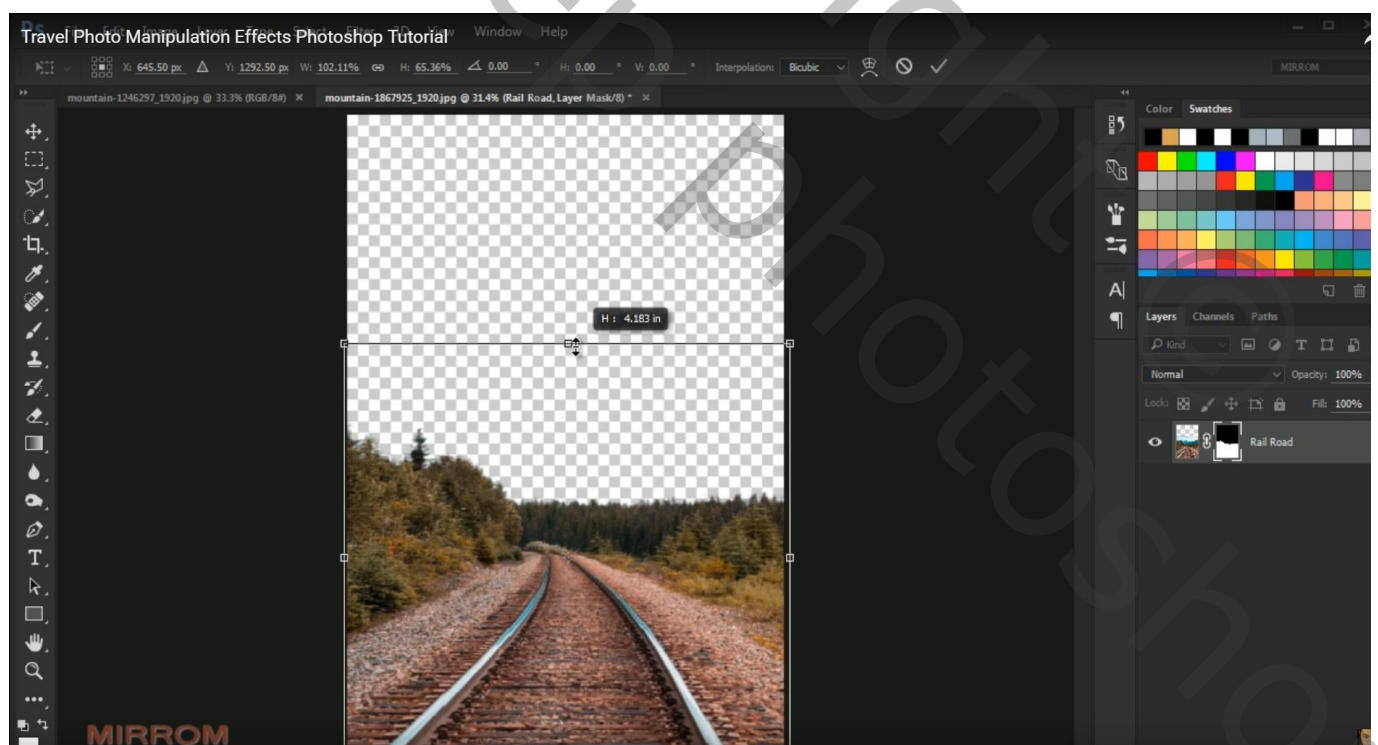 Travel Photo Manipulation Effects Photoshop Tutorial
Window Help
X: 645.50 px Y: 1292.50 px W: 102.11% H: 65.36% 0.00 ° H: 0.00 ° V: 0.00 ° Interpolation: Bicubic MIRROM
mountain-1246297_1920.jpg @ 33.3% (RGB/8#) × mountain-1867925_1920.jpg @ 31.4% (Rail Road, Layer Mask/8) * ×
Color Swatches
H : 4.183 in
Layers Channels Paths
Kind
Normal Opacity: 100%
Lock: Fill: 100%
Rail Road
MIRROM
photosho